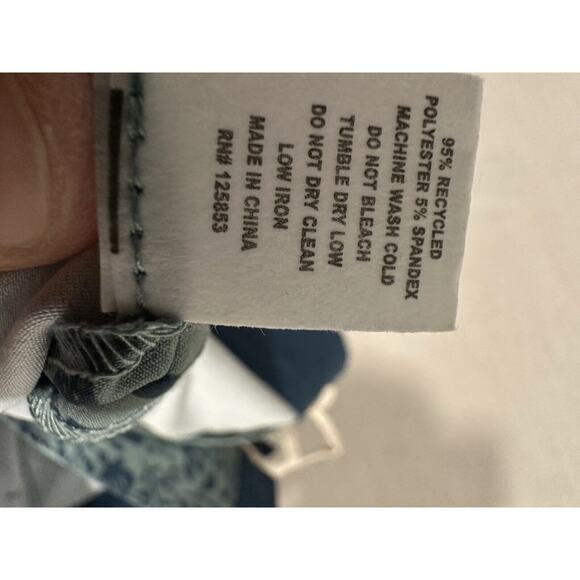 95% RECYCLED
POLYESTER 5% SPANDEX
MACHINE WASH COLD
DO NOT BLEACH
TUMBLE DRY LOW
DO NOT DRY CLEAN
LOW IRON
MADE IN CHINA
RN# 125853